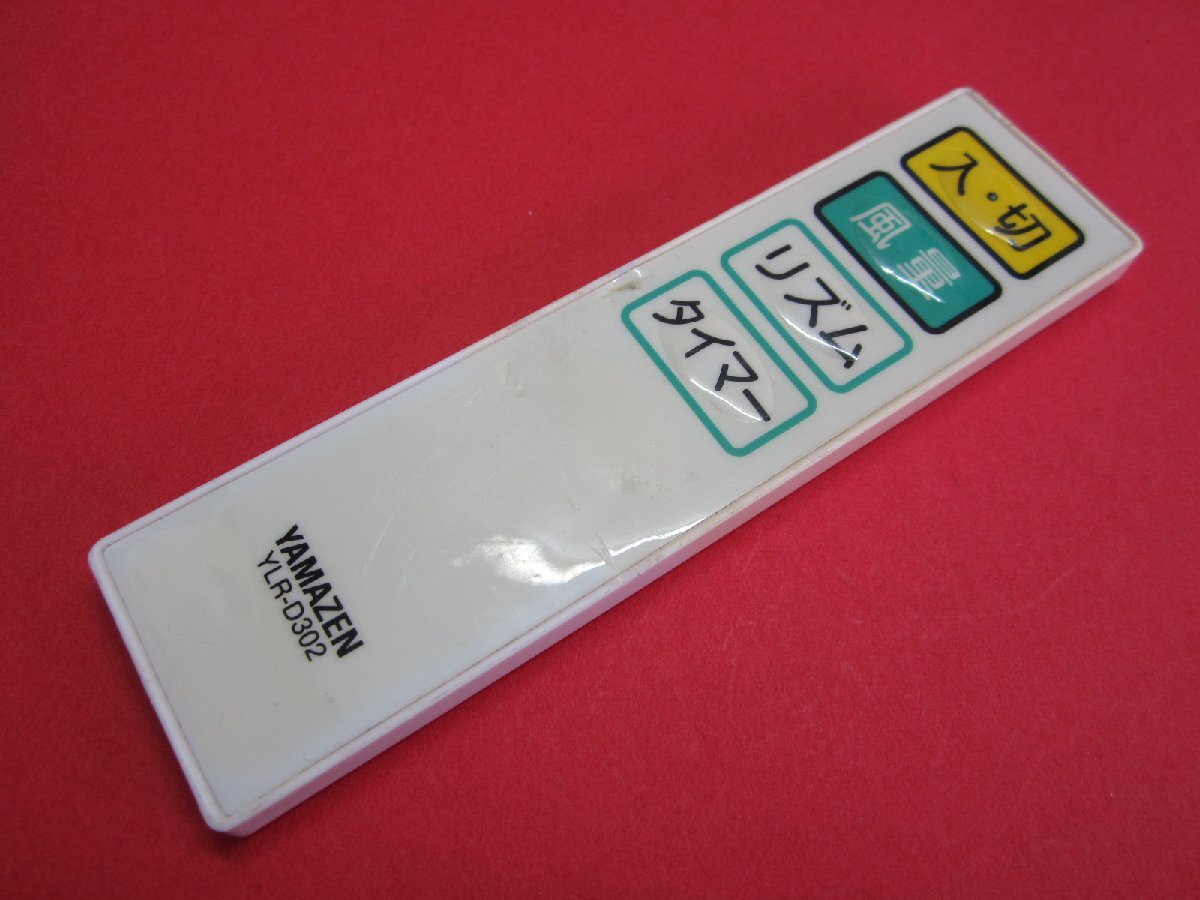 入・切
風量
リズム
タイマー
YAMAZEN
YLR-D302